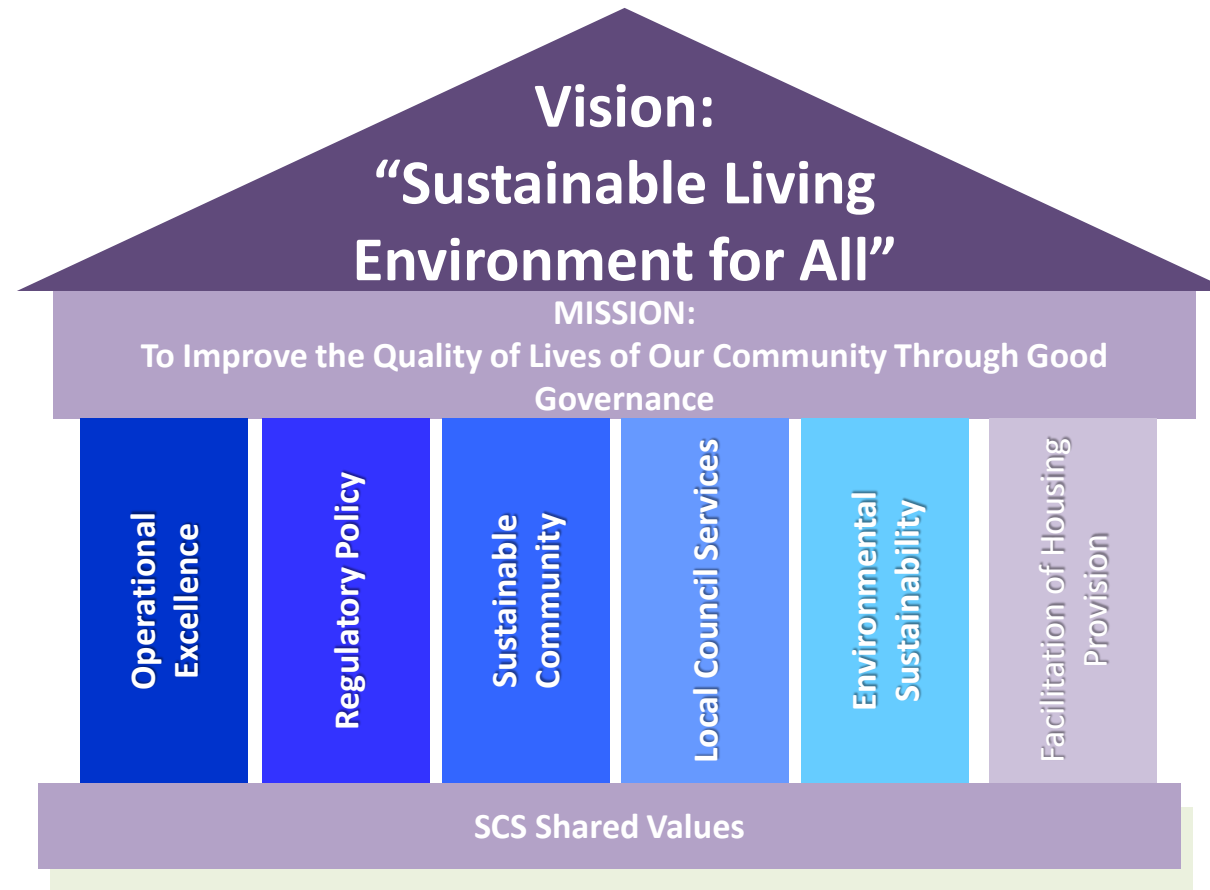 Vision:
“Sustainable Living
Environment for All”
MISSION:
To Improve the Quality of Lives of Our Community Through Good
Governance
Operational
Excellence
Regulatory Policy
Sustainable
Community
Local Council Services
Environmental
Sustainability
Facilitation of Housing
Provision
SCS Shared Values